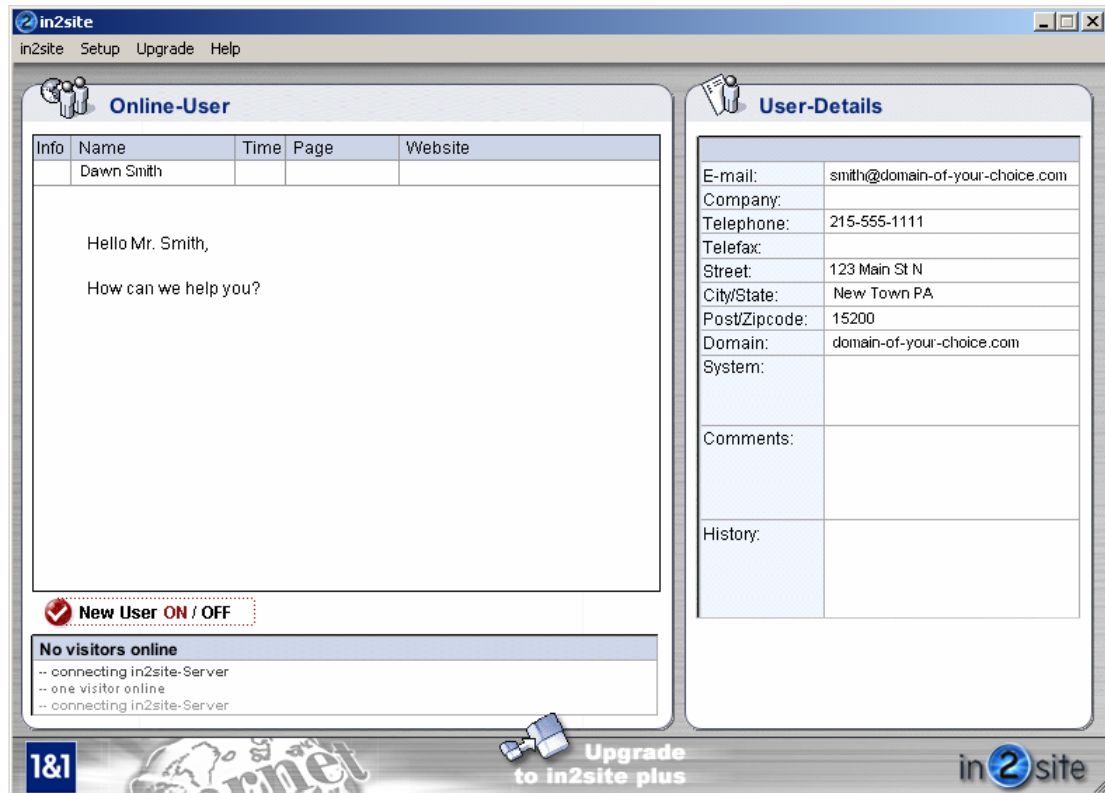 in2site
in2site Setup Upgrade Help
Online-User
Info Name Time Page Website
Dawn Smith
Hello Mr. Smith,
How can we help you?
New User ON / OFF
No visitors online
-- connecting in2site-Server
-- one visitor online
-- connecting in2site-Server
User-Details
E-mail: smith@domain-of-your-choice.com
Company:
Telephone: 215-555-1111
Telefax:
Street: 123 Main St N
City/State: New Town PA
Post/Zipcode: 15200
Domain: domain-of-your-choice.com
System:
Comments:
History:
1&1
Upgrade
to in2site plus
in2site